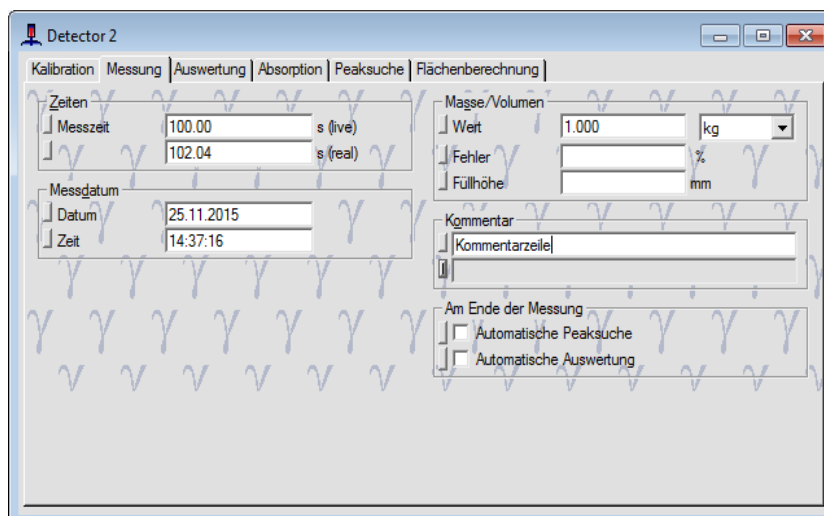 Detector 2
Kalibration Messung Auswertung Absorption Peaksuche Flächenberechnung
Zeiten
Messzeit 100.00 s (live)
102.04 s (real)
Messdatum
Datum 25.11.2015
Zeit 14:37:16
Masse/Volumen
Wert 1.000 kg
Fehler %
Füllhöhe mm
Kommentar
Kommentarzeile
Am Ende der Messung
Automatische Peaksuche
Automatische Auswertung